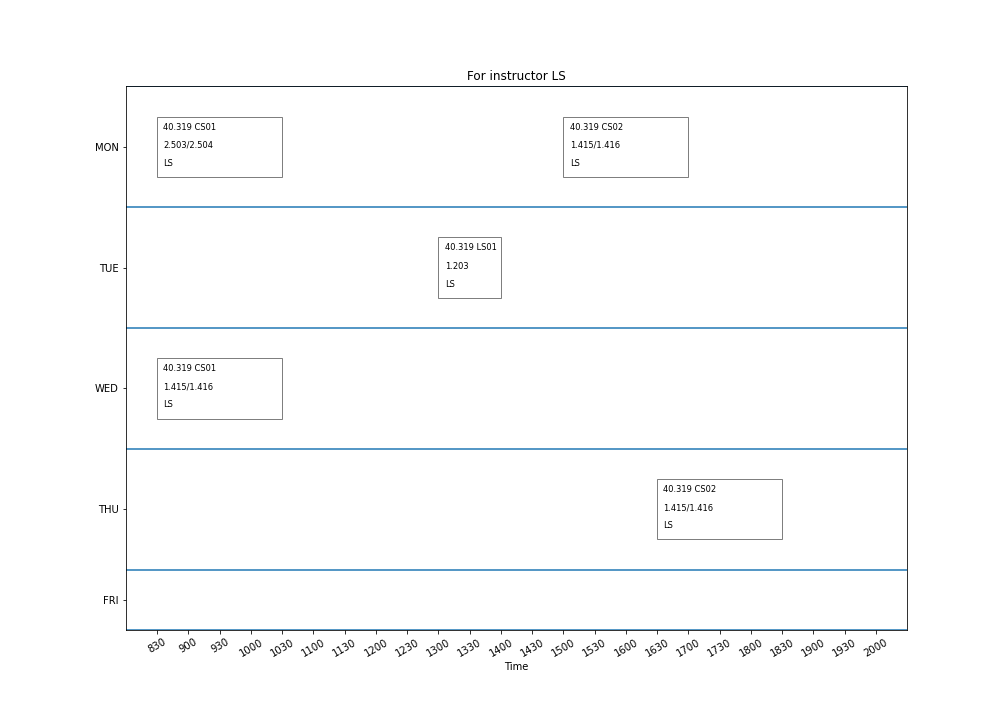 For instructor LS
MON
40.319 CS01
2.503/2.504
LS
40.319 CS02
1.415/1.416
LS
TUE
40.319 LS01
1.203
LS
WED
40.319 CS01
1.415/1.416
LS
THU
40.319 CS02
1.415/1.416
LS
FRI
830 900 930 1000 1030 1100 1130 1200 1230 1300 1330 1400 1430 1500 1530 1600 1630 1700 1730 1800 1830 1900 1930 2000
Time